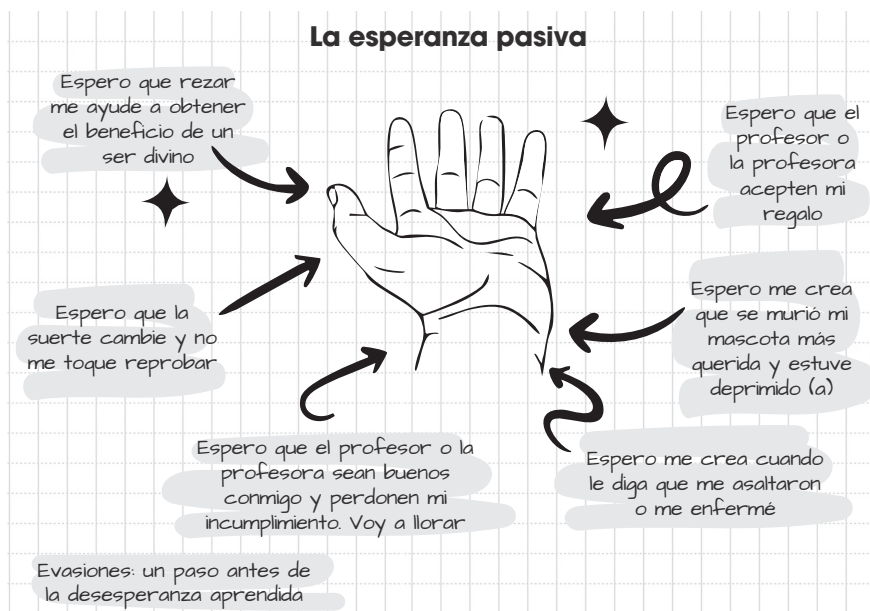 La esperanza pasiva
Espero que rezar
me ayude a obtener
el beneficio de un
ser divino
Espero que el
profesor o
la profesora
acepten mi
regalo
Espero que la
suerte cambie y no
me toque reprobar
Espero me crea
que se murió mi
mascota más
querida y estuve
deprimido (a)
Espero que el profesor o la
profesora sean buenos
conmigo y perdonen mi
incumplimiento. Voy a llorar
Espero me crea cuando
le diga que me asaltaron
o me enfermé
Evasiones: un paso antes de
la desesperanza aprendida